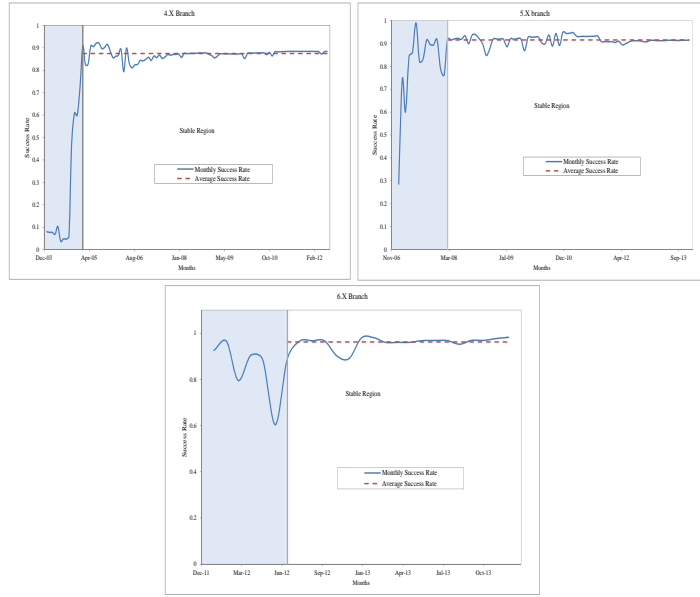 4.X Branch
1
0.9
0.8
0.7
0.6
0.5
0.4
0.3
0.2
0.1
0
Success Rate
Stable Region
Monthly Success Rate
Average Success Rate
Dec-03 Apr-05 Aug-06 Jan-08 May-09 Oct-10 Feb-12
Months
5.X branch
1
0.9
0.8
0.7
0.6
0.5
0.4
0.3
0.2
0.1
0
Success Rate
Stable Region
Monthly Success Rate
Average Success Rate
Nov-06 Mar-08 Jul-09 Dec-10 Apr-12 Sep-13
Months
6.X Branch
1
0.8
0.6
0.4
0.2
0
Success Rate
Stable Region
Monthly Success Rate
Average Success Rate
Dec-11 Mar-12 Jun-12 Sep-12 Jan-13 Apr-13 Jul-13 Oct-13
Months